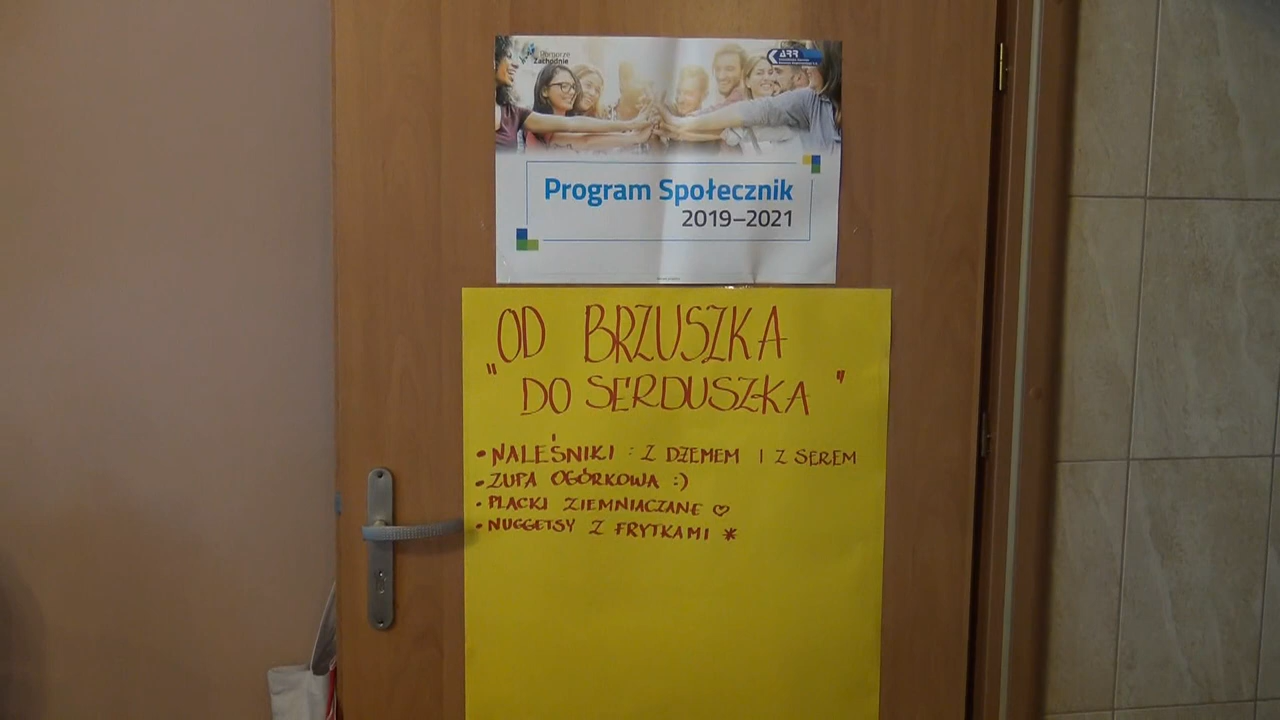 Pomorze
Zachodnie
KARR
Program Społecznik
2019–2021
"OD BRZUSZKA
DO SERDUSZKA"
• NALEŚNIKI : Z DŻEMEM I Z SEREM
• ZUPA OGÓRKOWA :)
• PLACKI ZIEMNIACZANE ♡
• NUGGETSY Z FRYTKAMI *